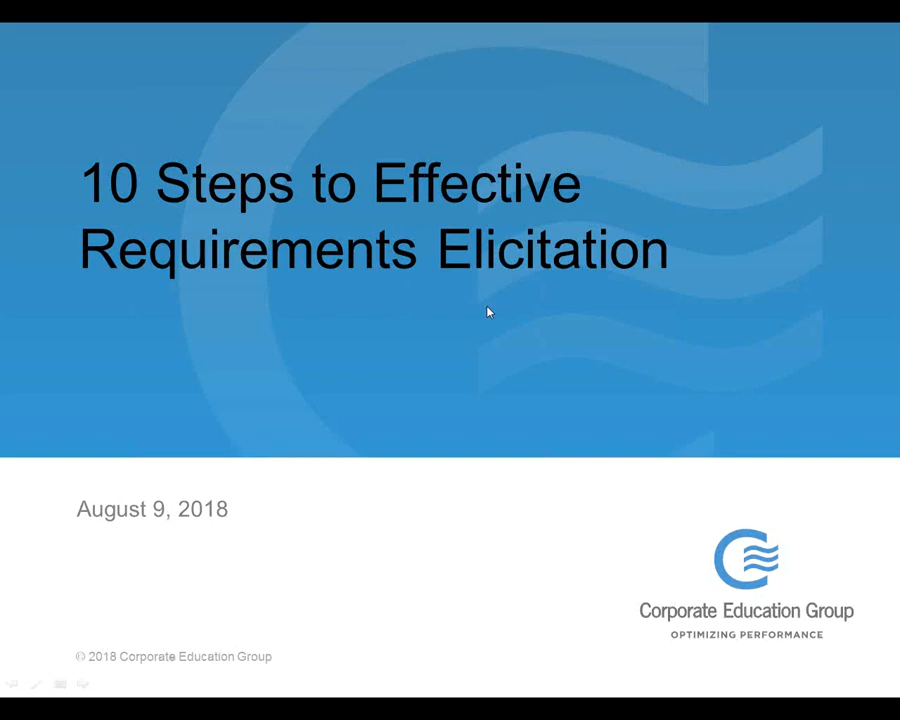 10 Steps to Effective
Requirements Elicitation
August 9, 2018
Corporate Education Group
OPTIMIZING PERFORMANCE
© 2018 Corporate Education Group